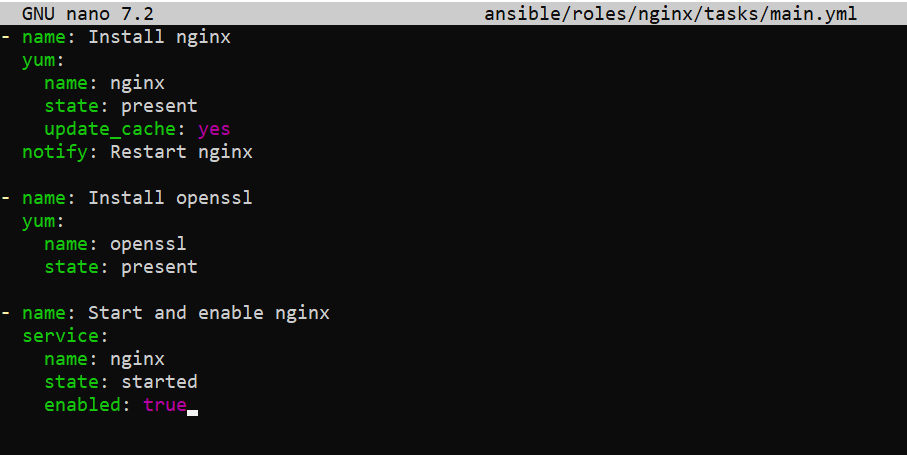 GNU nano 7.2 ansible/roles/nginx/tasks/main.yml
- name: Install nginx
  yum:
    name: nginx
    state: present
    update_cache: yes
  notify: Restart nginx

- name: Install openssl
  yum:
    name: openssl
    state: present

- name: Start and enable nginx
  service:
    name: nginx
    state: started
    enabled: true